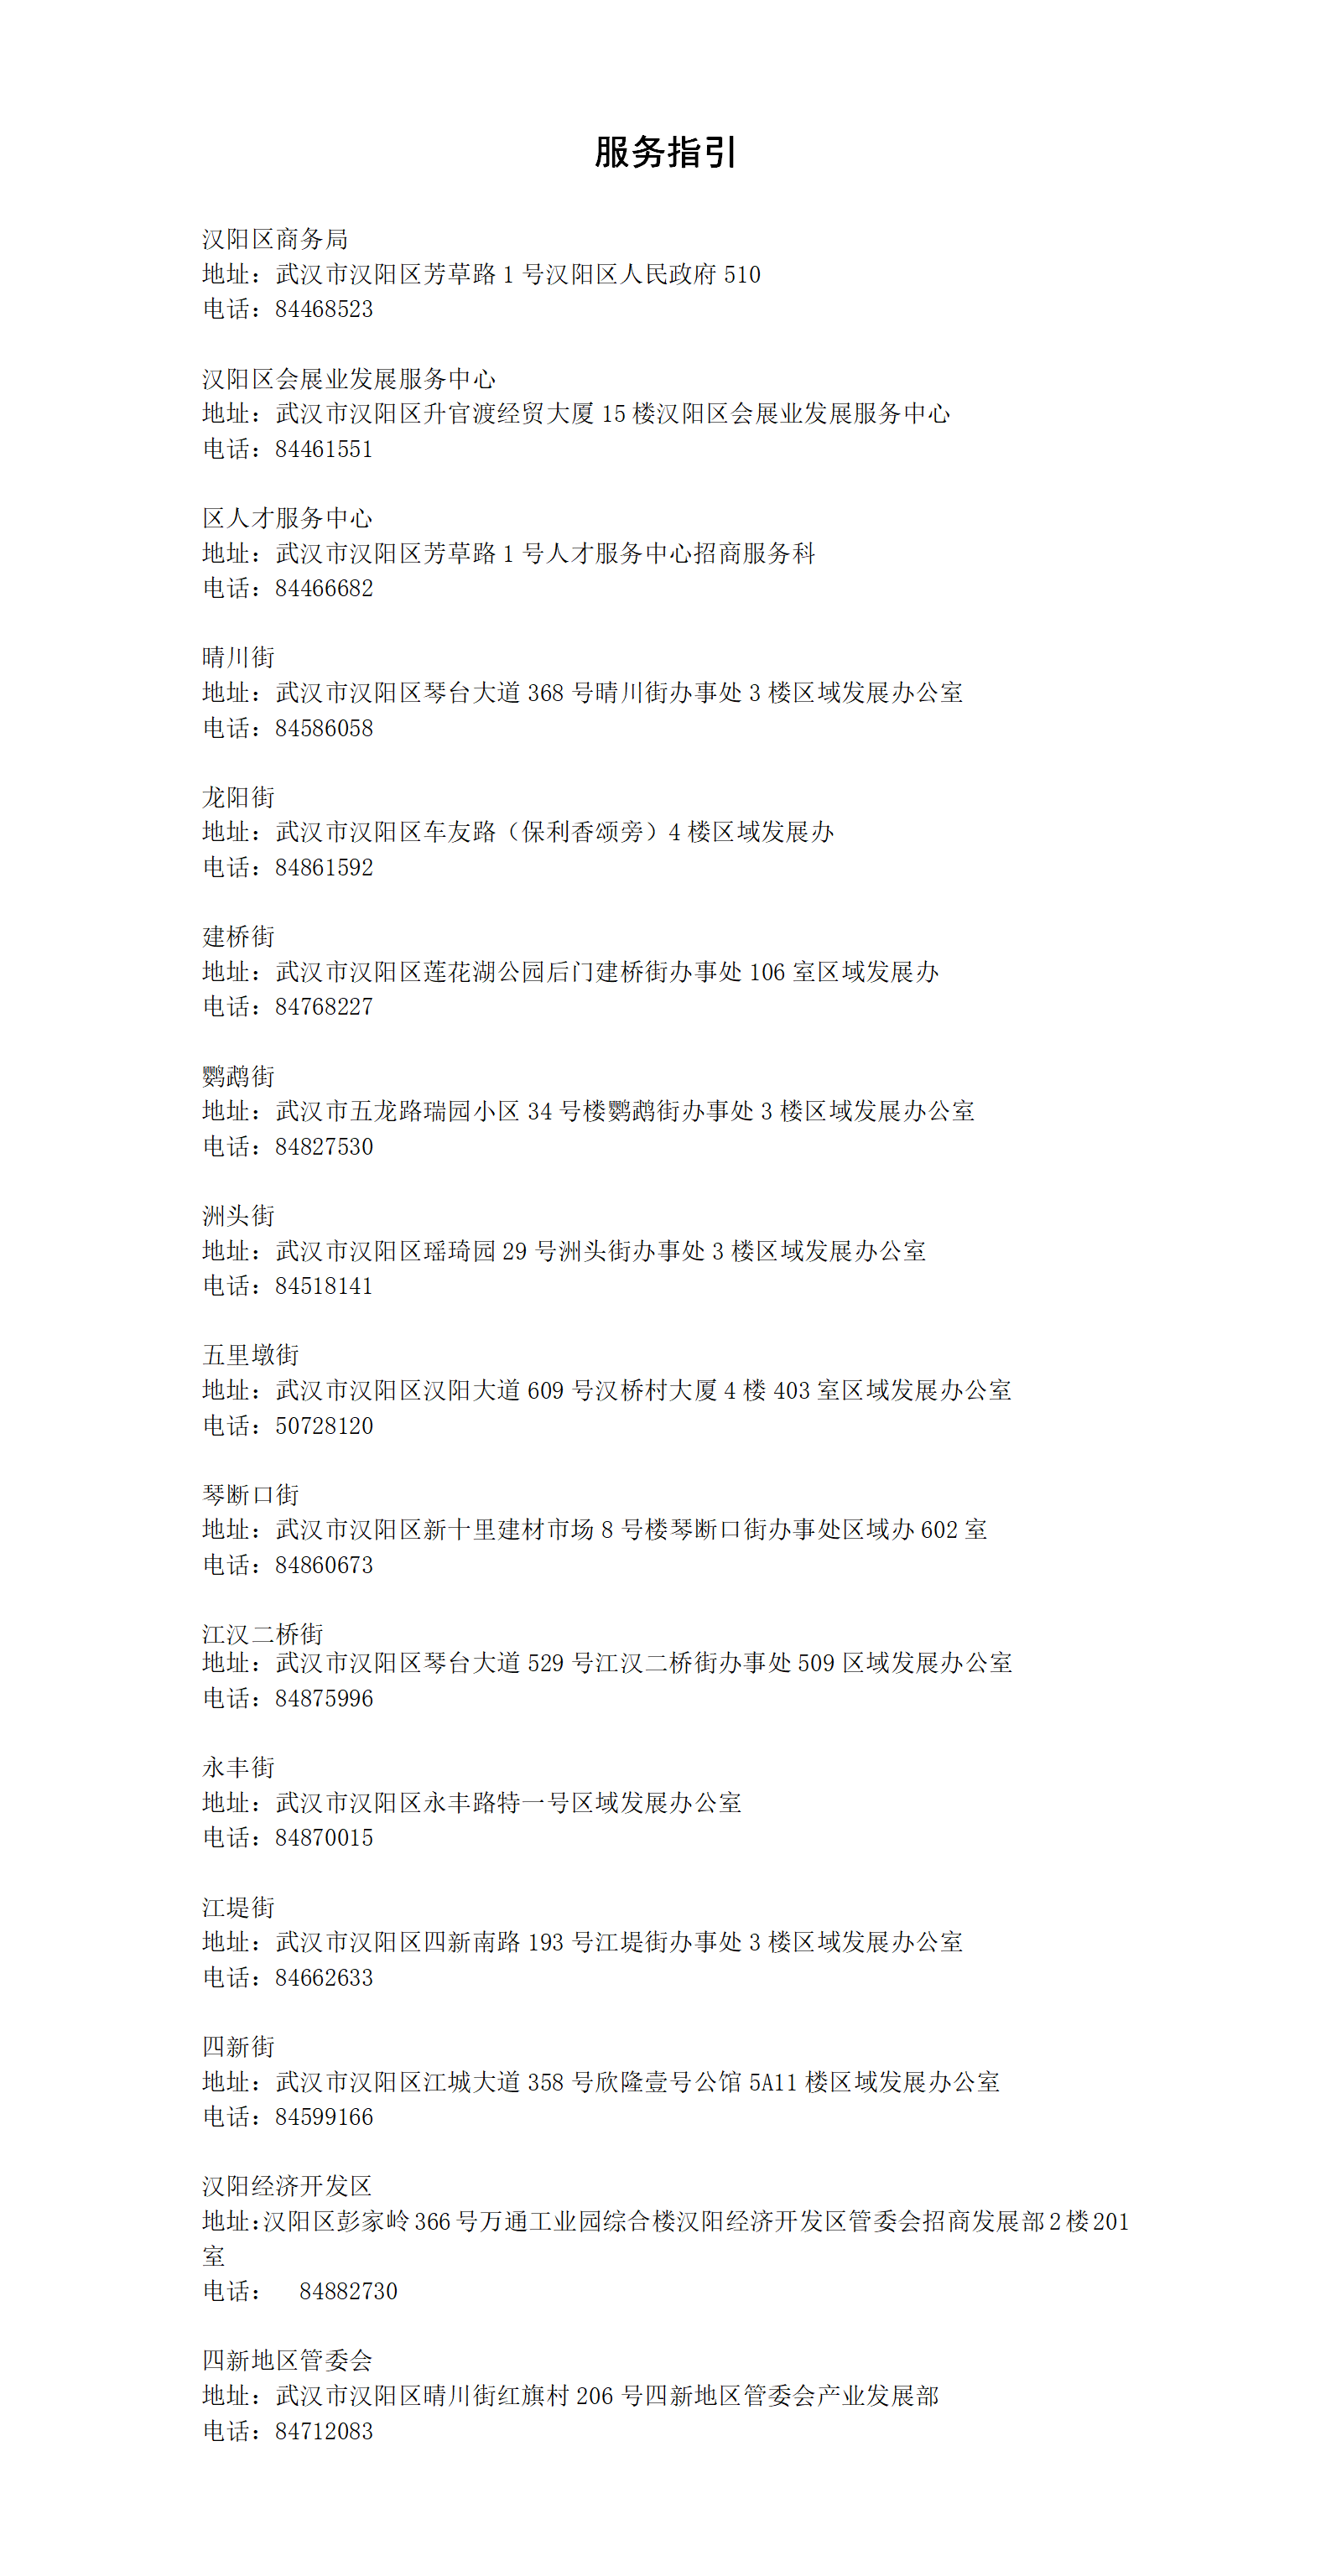 服务指引
汉阳区商务局
地址：武汉市汉阳区芳草路 1 号汉阳区人民政府 510
电话：84468523
汉阳区会展业发展服务中心
地址：武汉市汉阳区升官渡经贸大厦 15 楼汉阳区会展业发展服务中心
电话：84461551
区人才服务中心
地址：武汉市汉阳区芳草路 1 号人才服务中心招商服务科
电话：84466682
晴川街
地址：武汉市汉阳区琴台大道 368 号晴川街办事处 3 楼区域发展办公室
电话：84586058
龙阳街
地址：武汉市汉阳区车友路（保利香颂旁）4 楼区域发展办
电话：84861592
建桥街
地址：武汉市汉阳区莲花湖公园后门建桥街办事处 106 室区域发展办
电话：84768227
鹦鹉街
地址：武汉市五龙路瑞园小区 34 号楼鹦鹉街办事处 3 楼区域发展办公室
电话：84827530
洲头街
地址：武汉市汉阳区瑶琦园 29 号洲头街办事处 3 楼区域发展办公室
电话：84518141
五里墩街
地址：武汉市汉阳区汉阳大道 609 号汉桥村大厦 4 楼 403 室区域发展办公室
电话：50728120
琴断口街
地址：武汉市汉阳区新十里建材市场 8 号楼琴断口街办事处区域办 602 室
电话：84860673
江汉二桥街
地址：武汉市汉阳区琴台大道 529 号江汉二桥街办事处 509 区域发展办公室
电话：84875996
永丰街
地址：武汉市汉阳区永丰路特一号区域发展办公室
电话：84870015
江堤街
地址：武汉市汉阳区四新南路 193 号江堤街办事处 3 楼区域发展办公室
电话：84662633
四新街
地址：武汉市汉阳区江城大道 358 号欣隆壹号公馆 5A11 楼区域发展办公室
电话：84599166
汉阳经济开发区
地址：汉阳区彭家岭 366 号万通工业园综合楼汉阳经济开发区管委会招商发展部 2 楼 201
室
电话： 84882730
四新地区管委会
地址：武汉市汉阳区晴川街红旗村 206 号四新地区管委会产业发展部
电话：84712083